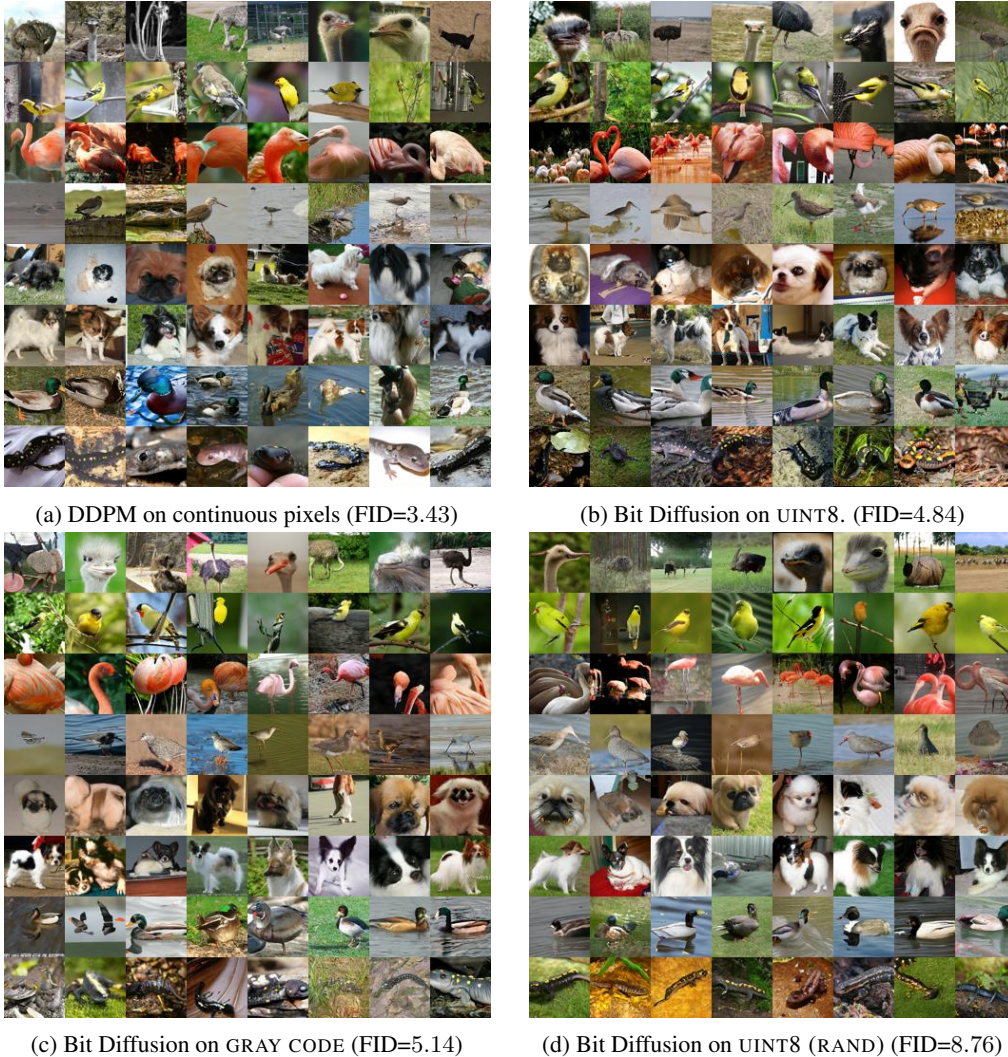 (a) DDPM on continuous pixels (FID=3.43)
(b) Bit Diffusion on UINT8. (FID=4.84)
(c) Bit Diffusion on GRAY CODE (FID=5.14)
(d) Bit Diffusion on UINT8 (RAND) (FID=8.76)